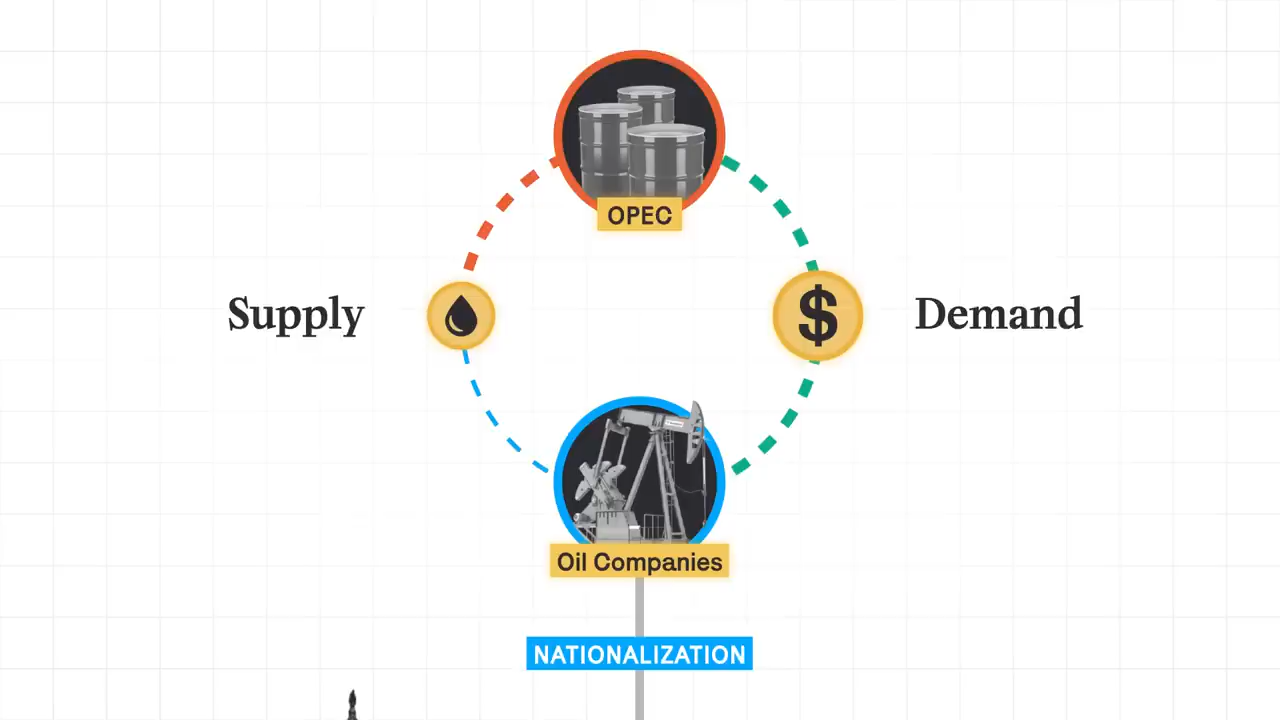 OPEC
Supply
$
Demand
Oil Companies
NATIONALIZATION